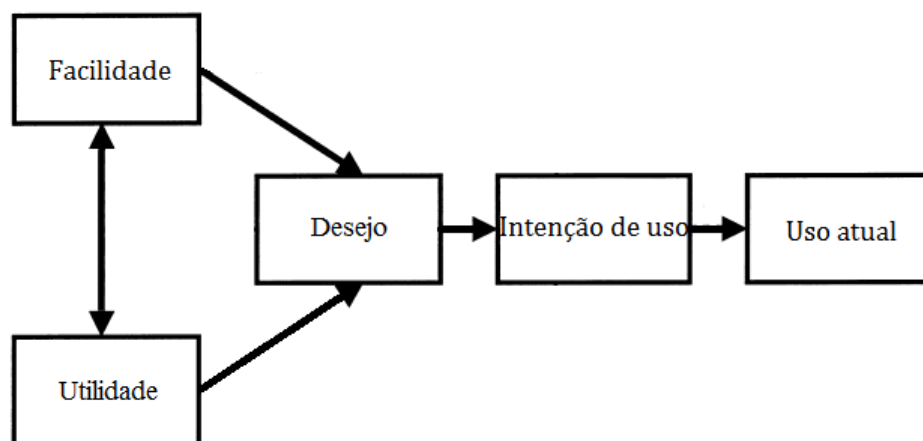 Facilidade
Desejo
Intenção de uso
Uso atual
Utilidade